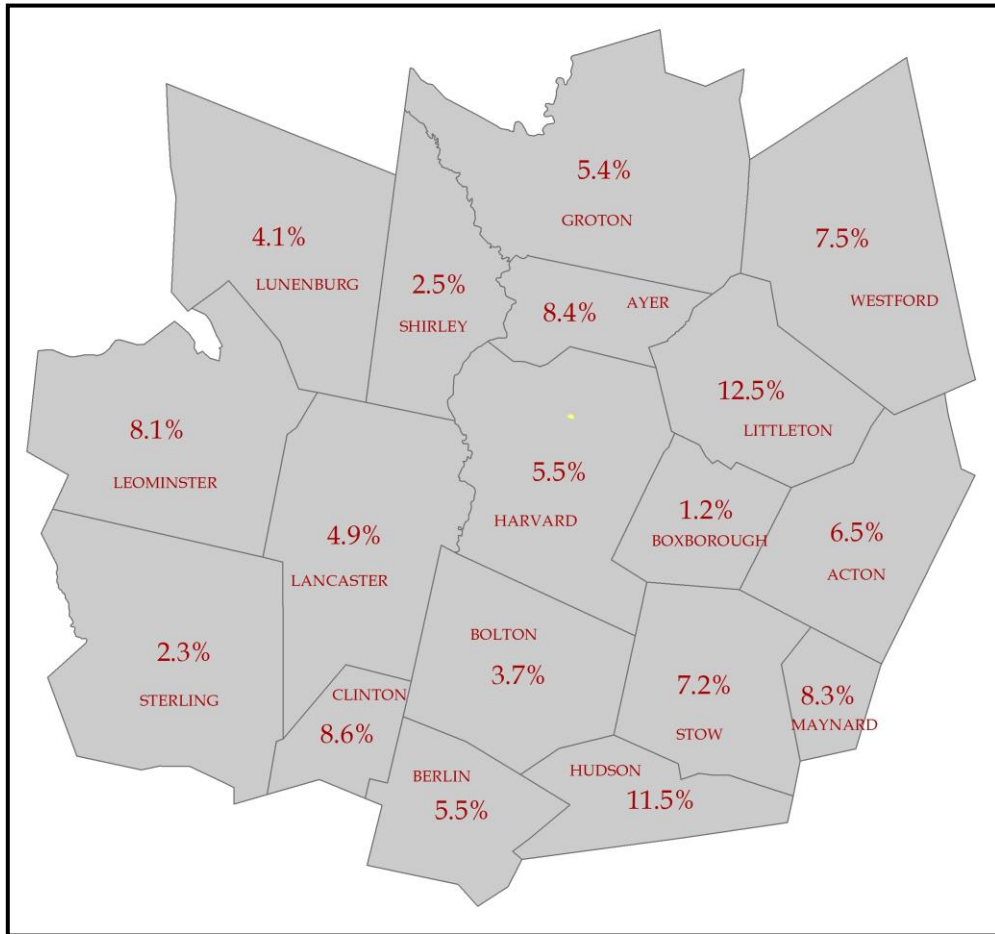 5.4%
GROTON
7.5%
WESTFORD
4.1%
LUNENBURG
2.5%
SHIRLEY
AYER
8.4%
12.5%
LITTLETON
8.1%
LEOMINSTER
5.5%
HARVARD
1.2%
BOXBOROUGH
6.5%
ACTON
4.9%
LANCASTER
BOLTON
3.7%
2.3%
STERLING
7.2%
STOW
8.3%
MAYNARD
CLINTON
8.6%
BERLIN
5.5%
HUDSON
11.5%